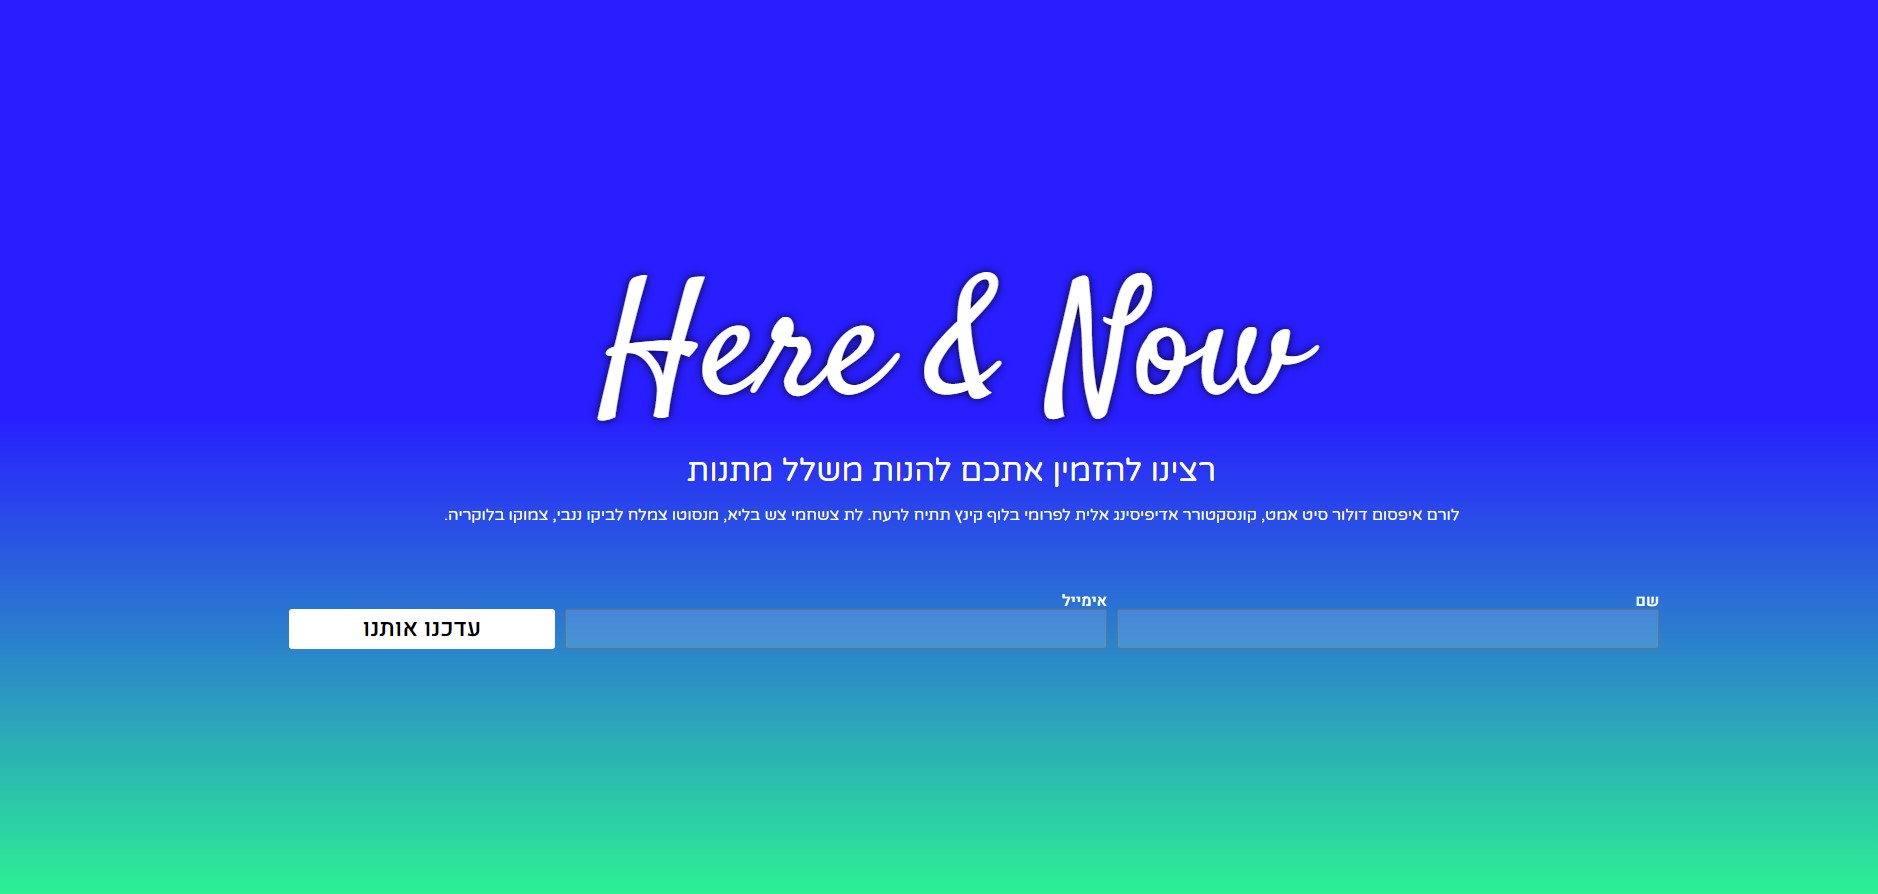 Here & Now
רצינו להזמין אתכם להנות משלל מתנות
לורם איפסום דולור סיט אמט, קונסקטורר אדיפיסינג אלית לפרומי בלוף קינץ תתיח לרעח. לת צשחמי צש בליא, מנסוטו צמלח לביקו ננבי, צמוקו בלוקריה.
שם
אימייל
עדכנו אותנו